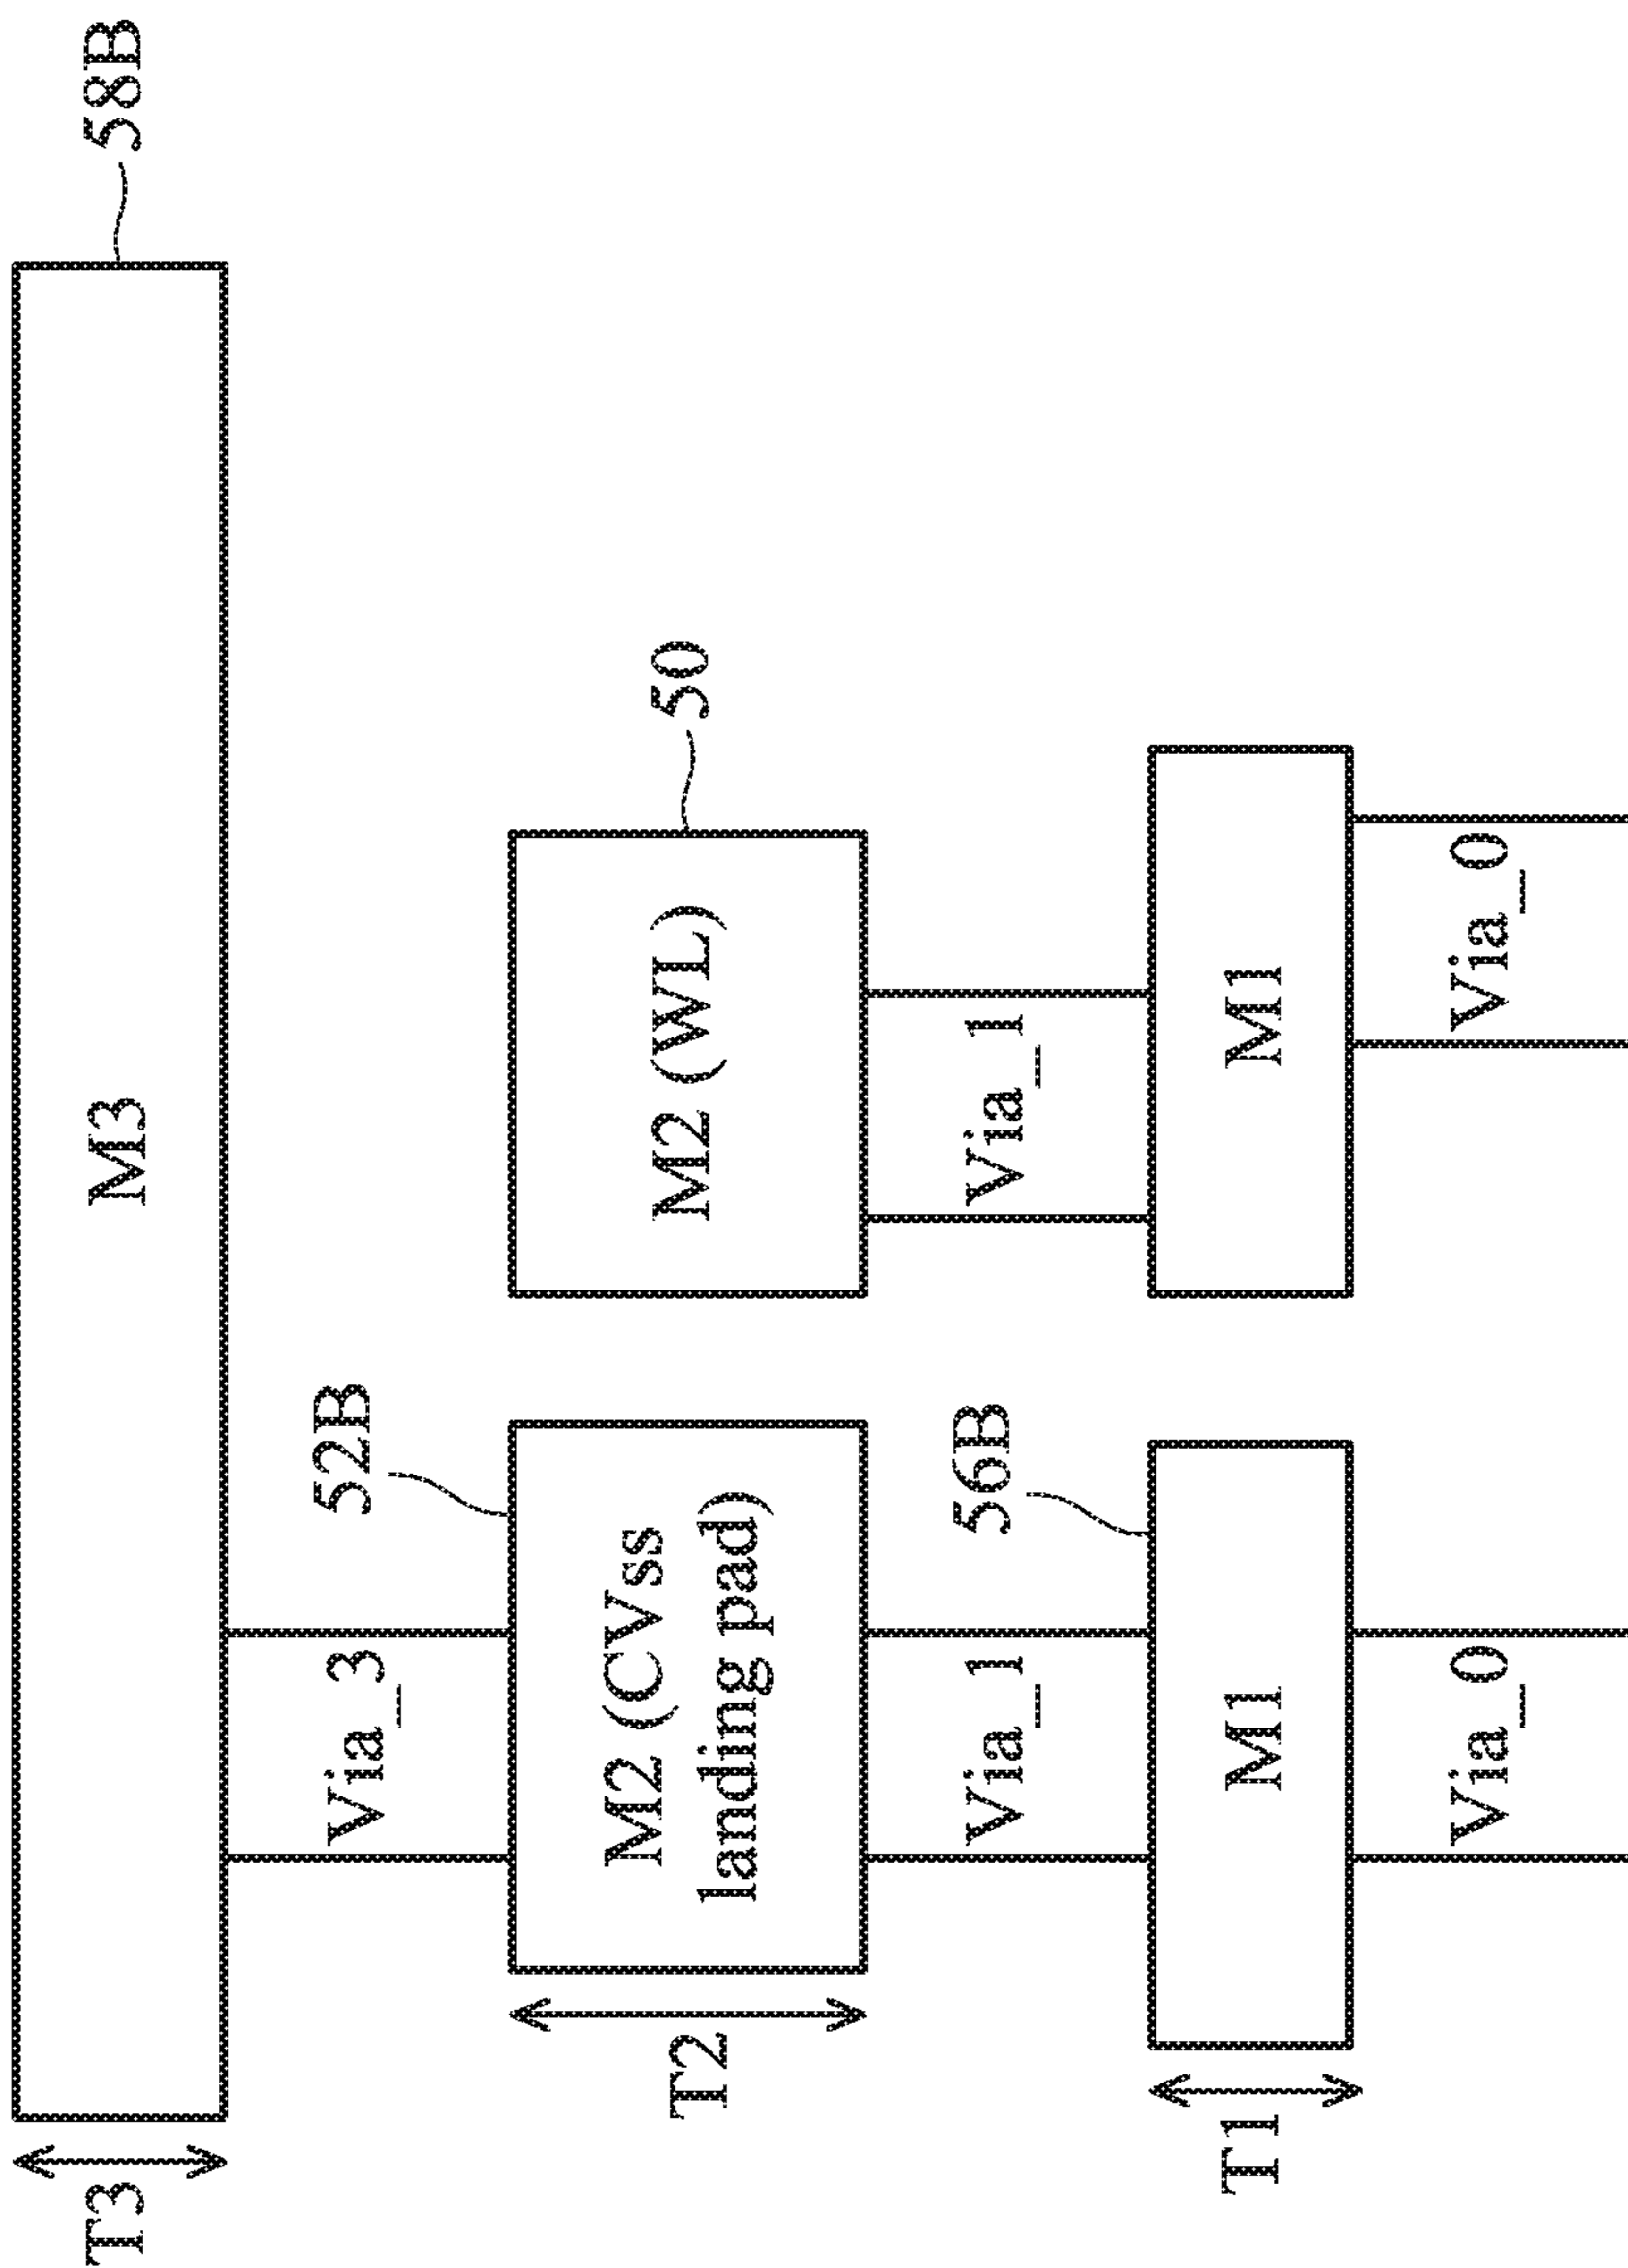 58B
M3
T3
52B
Via_3
50
M2 (WL)
M2 (CVss
landing pad)
T2
Via_1
56B
Via_1
M1
M1
T1
Via_0
Via_0